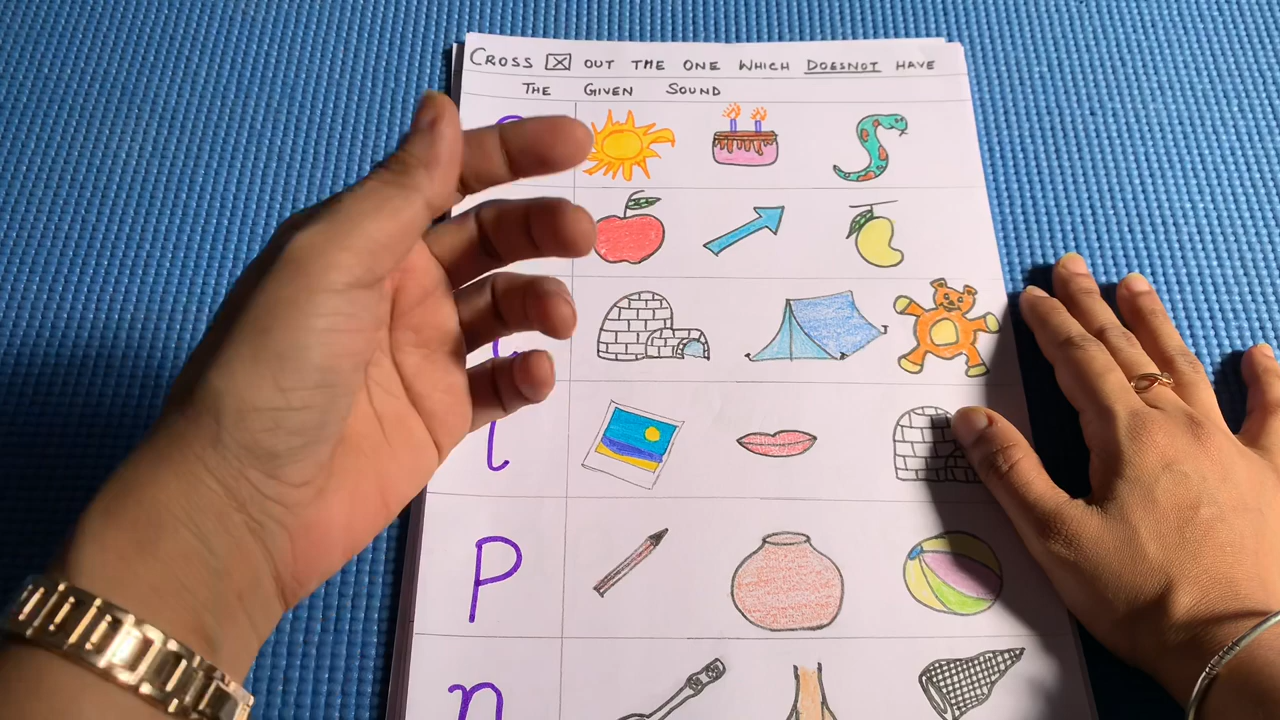 CROSS ☒ OUT THE ONE WHICH DOESNOT HAVE
THE GIVEN SOUND
P
n